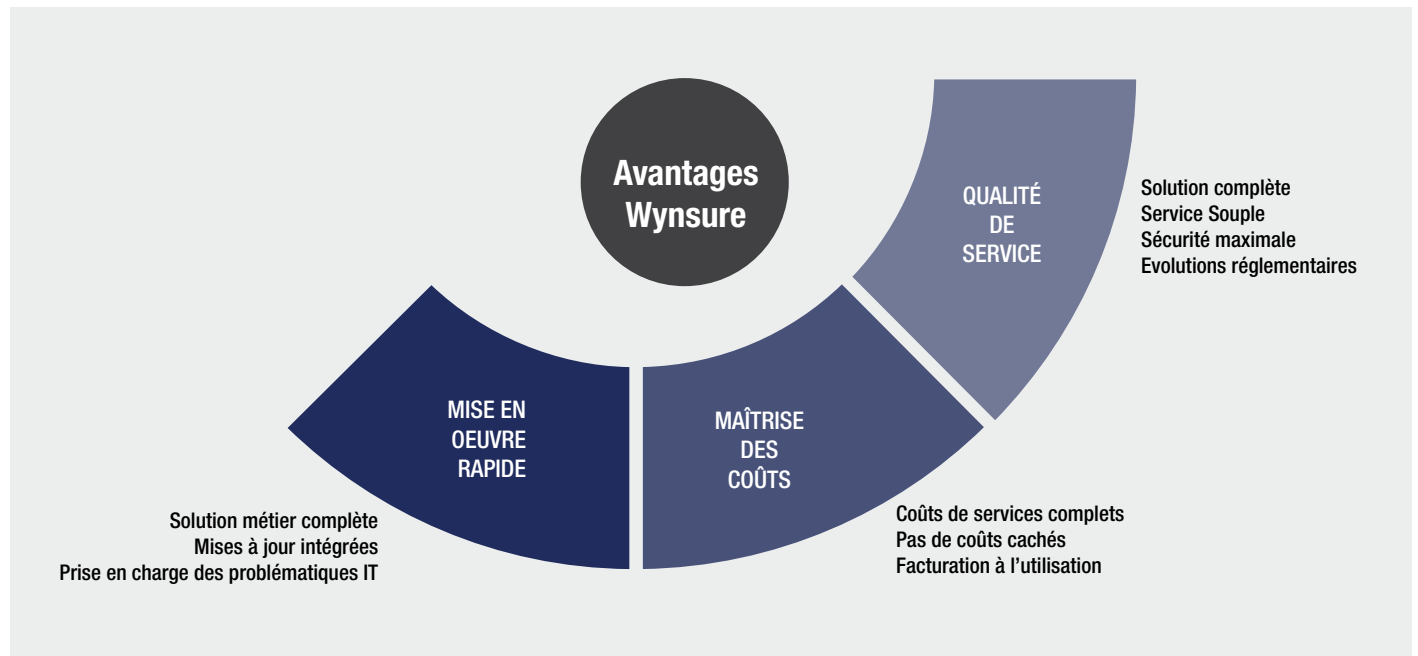 Avantages
Wynsure
QUALITÉ
DE
SERVICE
Solution complète
Service Souple
Sécurité maximale
Evolutions réglementaires
MAÎTRISE
DES
COÛTS
Coûts de services complets
Pas de coûts cachés
Facturation à l’utilisation
MISE EN
OEUVRE
RAPIDE
Solution métier complète
Mises à jour intégrées
Prise en charge des problématiques IT